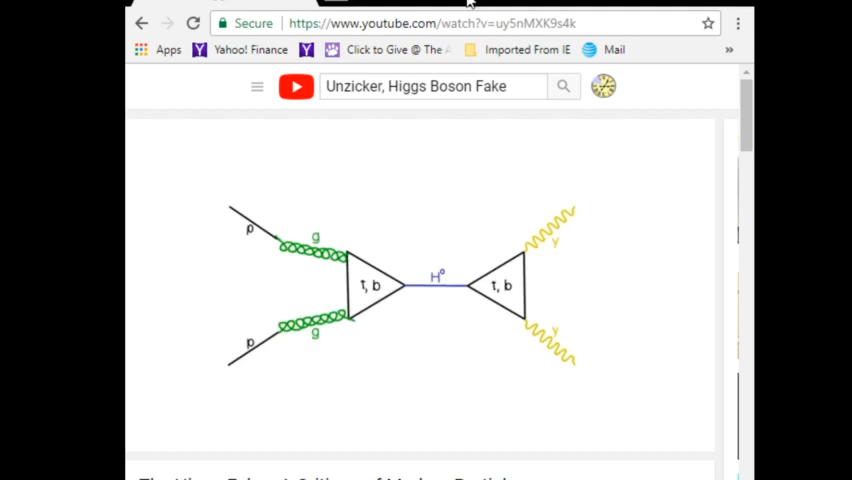 Secure https://www.youtube.com/watch?v=uy5nMXK9s4k
Apps Yahoo! Finance Click to Give @ The A Imported From IE Mail »
Unzicker, Higgs Boson Fake
p g y
t, b H⁰ t, b
p g y